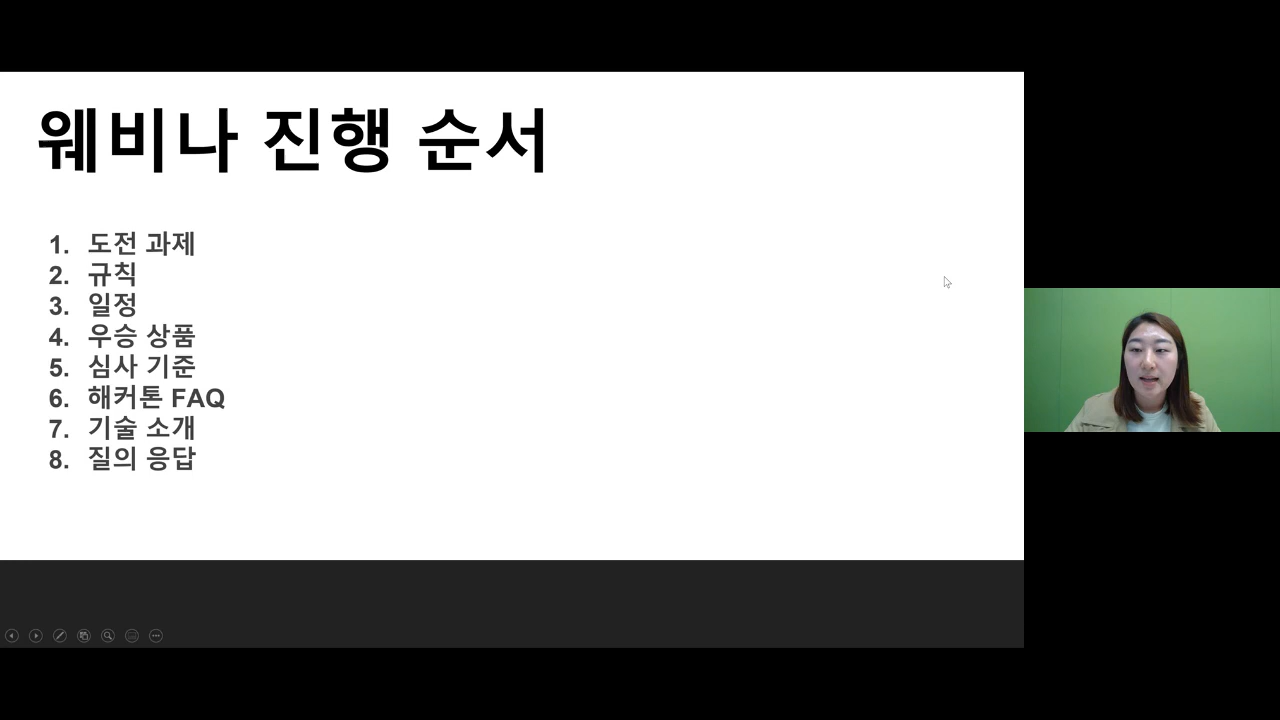 웨비나 진행 순서
1. 도전 과제
2. 규칙
3. 일정
4. 우승 상품
5. 심사 기준
6. 해커톤 FAQ
7. 기술 소개
8. 질의 응답